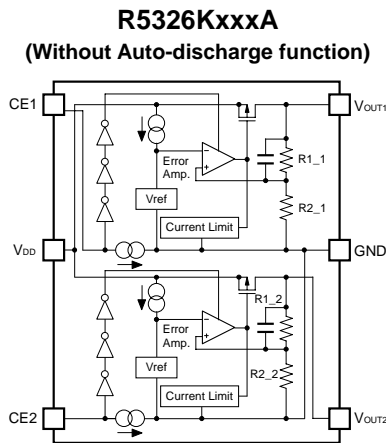 R5326KxxxA
(Without Auto-discharge function)
CE1
VOUT1
Error
Amp.
R1_1
Vref
R2_1
Current Limit
VDD
GND
R1_2
Error
Amp.
Vref
R2_2
Current Limit
CE2
VOUT2